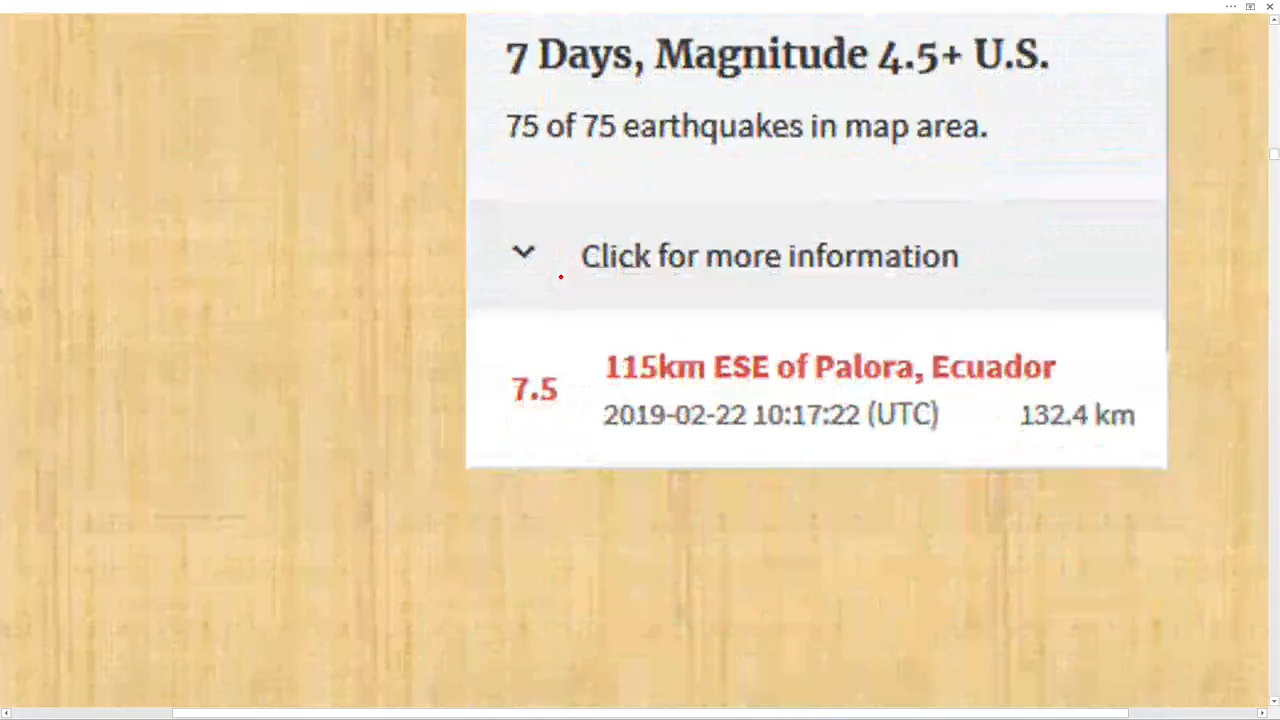 7 Days, Magnitude 4.5+ U.S.
75 of 75 earthquakes in map area.
Click for more information
7.5
115km ESE of Palora, Ecuador
2019-02-22 10:17:22 (UTC) 132.4 km